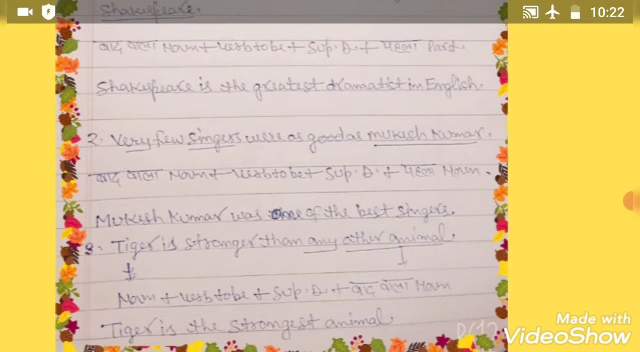 10:22
Shakespeare.
बाद वाला Noun + verb to be + Sup. D. + पहला Part.
Shakespeare is the greatest dramatist in English.
2. Very few singers were as good as Mukesh Kumar.
बाद वाला Noun + verb to be + Sup. D. + पहला Noun.
Mukesh Kumar was one of the best singers.
3. Tiger is stronger than any other animal.
Noun + verb to be + Sup. D. + बाद वाला Noun
Tiger is the strongest animal.
Made with
VideoShow